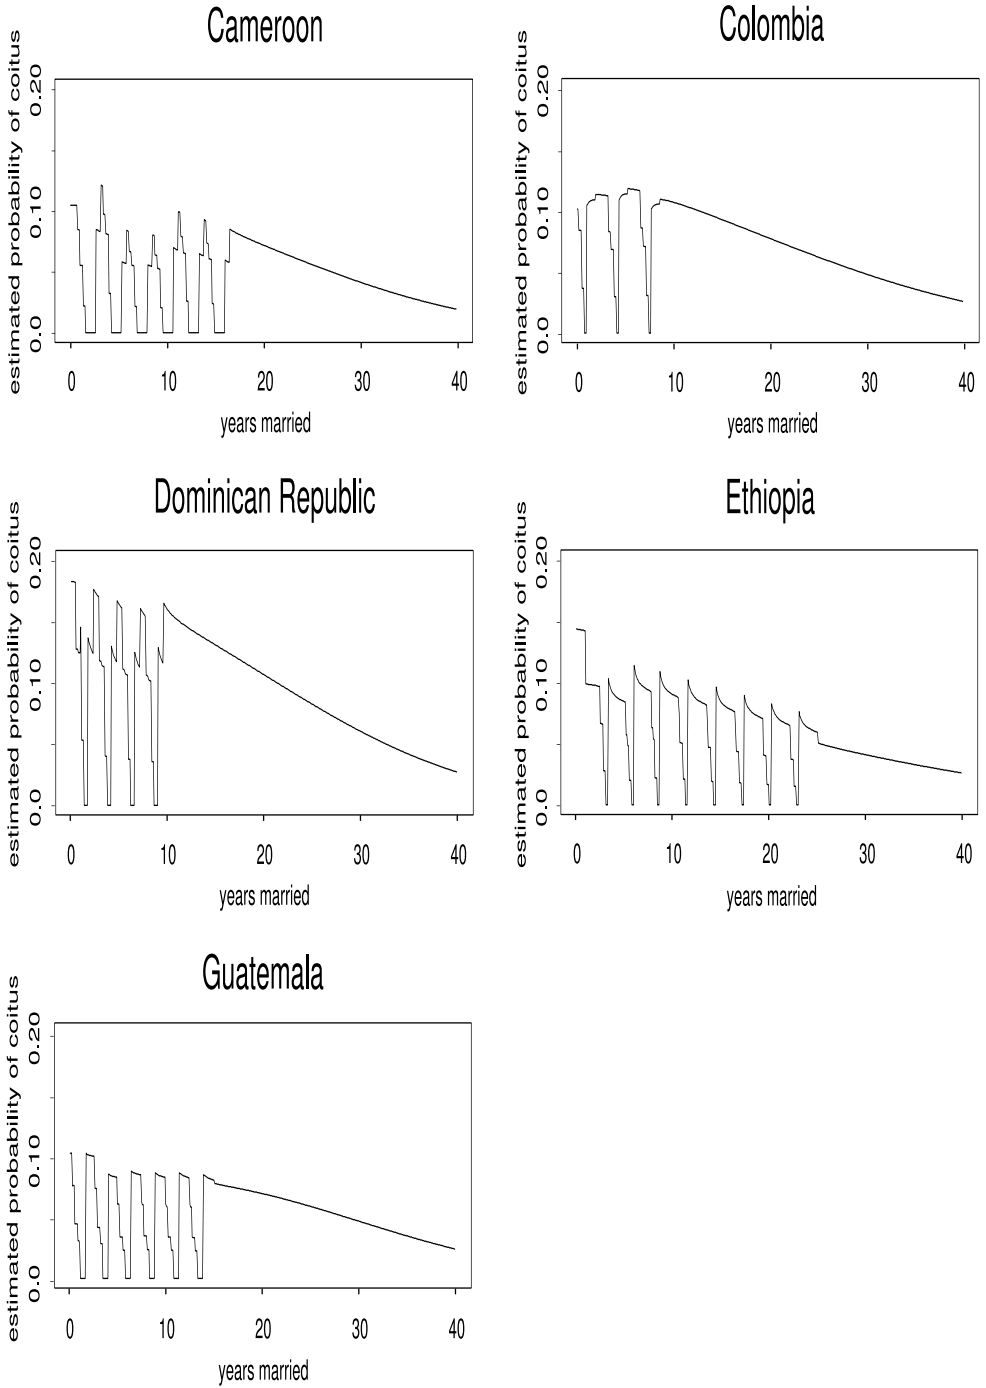 Cameroon
estimated probability of coitus
0.0 0.10 0.20
0 10 20 30 40
years married
Colombia
estimated probability of coitus
0.0 0.10 0.20
0 10 20 30 40
years married
Dominican Republic
estimated probability of coitus
0.0 0.10 0.20
0 10 20 30 40
years married
Ethiopia
estimated probability of coitus
0.0 0.10 0.20
0 10 20 30 40
years married
Guatemala
estimated probability of coitus
0.0 0.10 0.20
0 10 20 30 40
years married